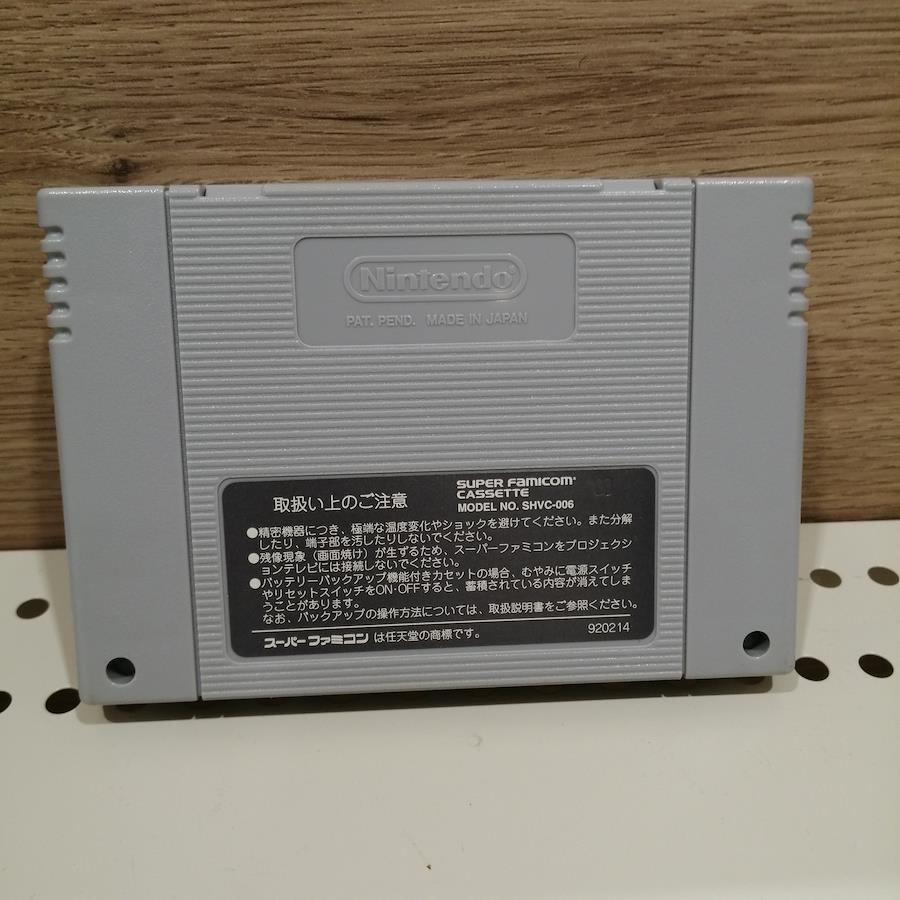 Nintendo®
PAT. PEND. MADE IN JAPAN
取扱い上のご注意
SUPER FAMICOM®
CASSETTE
MODEL NO. SHVC-006
●精密機器につき、極端な温度変化やショックを避けてください。また分解
したり、端子部を汚したりしないでください。
●残像現象（画面焼け）が生ずるため、スーパーファミコンをプロジェクシ
ョンテレビには接続しないでください。
●バッテリーバックアップ機能付きカセットの場合、むやみに電源スイッチ
やリセットスイッチをON・OFFすると、蓄積されている内容が消えてしま
うことがあります。
なお、バックアップの操作方法については、取扱説明書をご参照ください。
スーパーファミコン は任天堂の商標です。
920214